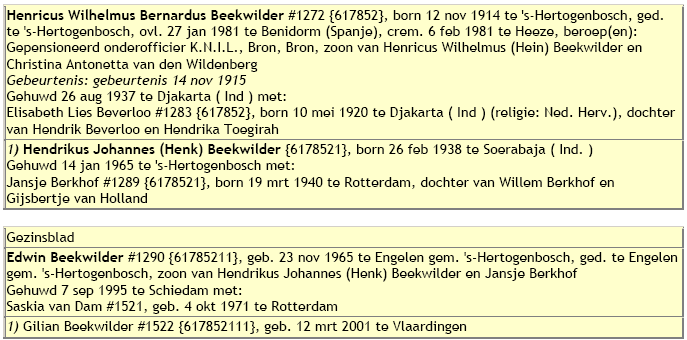 Henricus Wilhelmus Bernardus Beekwilder #1272 {617852}, born 12 nov 1914 te 's-Hertogenbosch, ged.
te 's-Hertogenbosch, ovl. 27 jan 1981 te Benidorm (Spanje), crem. 6 feb 1981 te Heeze, beroep(en):
Gepensioneerd onderofficier K.N.I.L., Bron, Bron, zoon van Henricus Wilhelmus (Hein) Beekwilder en
Christina Antonetta van den Wildenberg
Gebeurtenis: gebeurtenis 14 nov 1915
Gehuwd 26 aug 1937 te Djakarta ( Ind ) met:
Elisabeth Lies Beverloo #1283 {617852}, born 10 mei 1920 te Djakarta ( Ind ) (religie: Ned. Herv.), dochter
van Hendrik Beverloo en Hendrika Toegirah
1) Hendrikus Johannes (Henk) Beekwilder {6178521}, born 26 feb 1938 te Soerabaja ( Ind. )
Gehuwd 14 jan 1965 te 's-Hertogenbosch met:
Jansje Berkhof #1289 {6178521}, born 19 mrt 1940 te Rotterdam, dochter van Willem Berkhof en
Gijsbertje van Holland
Gezinsblad
Edwin Beekwilder #1290 {61785211}, geb. 23 nov 1965 te Engelen gem. 's-Hertogenbosch, ged. te Engelen
gem. 's-Hertogenbosch, zoon van Hendrikus Johannes (Henk) Beekwilder en Jansje Berkhof
Gehuwd 7 sep 1995 te Schiedam met:
Saskia van Dam #1521, geb. 4 okt 1971 te Rotterdam
1) Gilian Beekwilder #1522 {617852111}, geb. 12 mrt 2001 te Vlaardingen